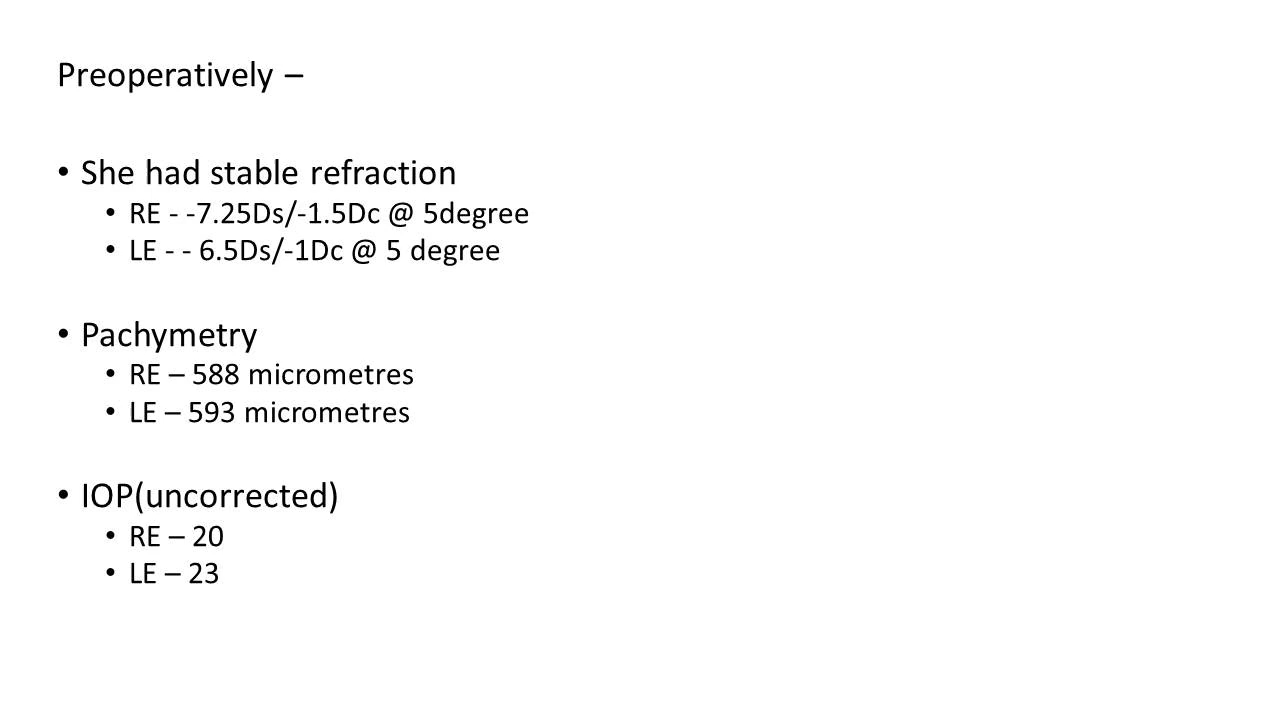 Preoperatively –
• She had stable refraction
• RE - -7.25Ds/-1.5Dc @ 5degree
• LE - - 6.5Ds/-1Dc @ 5 degree
• Pachymetry
• RE – 588 micrometres
• LE – 593 micrometres
• IOP(uncorrected)
• RE – 20
• LE – 23